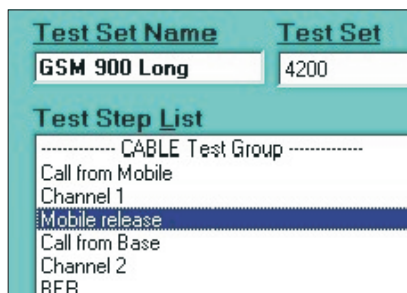 Test Set Name Test Set
GSM 900 Long 4200
Test Step List
------------- CABLE Test Group -------------
Call from Mobile
Channel 1
Mobile release
Call from Base
Channel 2
BER